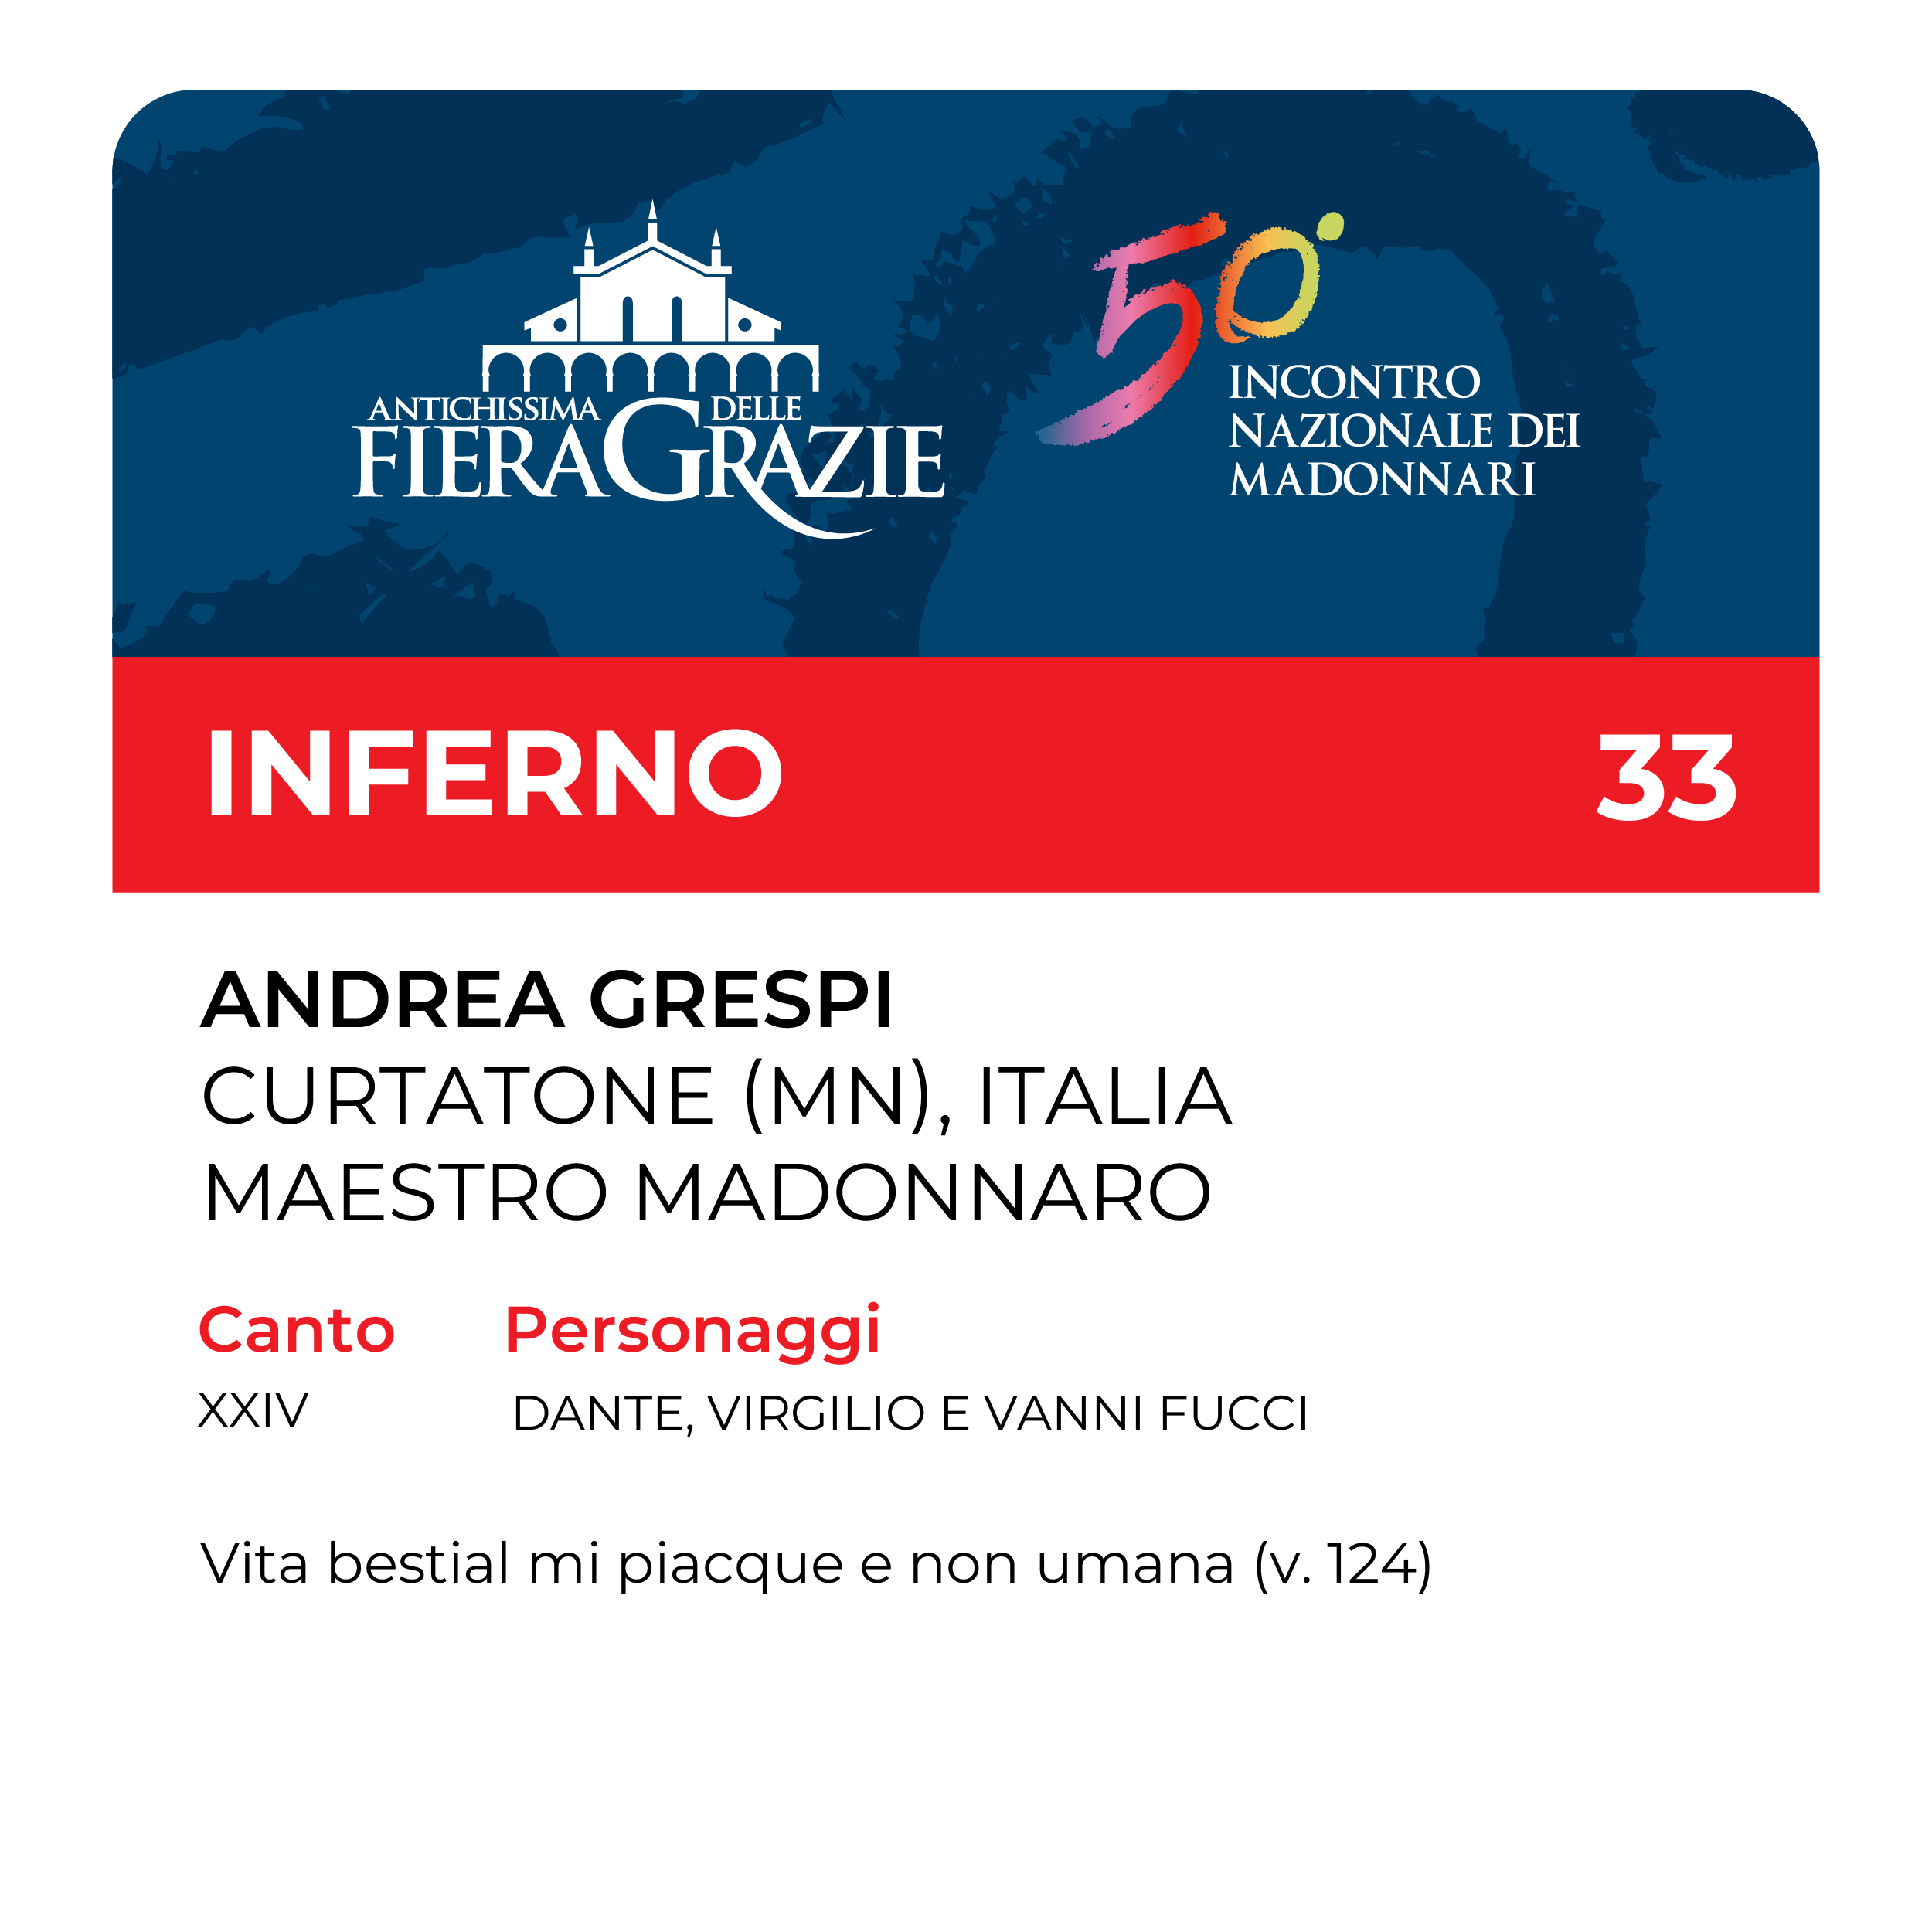 ANTICHISSIMA
FIERA DELLE GRAZIE
50°
INCONTRO
NAZIONALE DEI
MADONNARI
INFERNO 33
ANDREA GRESPI
CURTATONE (MN), ITALIA
MAESTRO MADONNARO
Canto Personaggi
XXIV DANTE, VIRGILIO E VANNI FUCCI
Vita bestial mi piacque e non umana (v. 124)